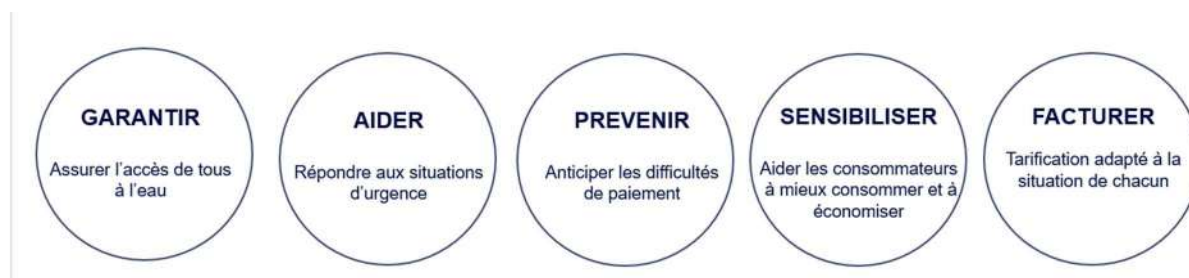 GARANTIR
Assurer l'accès de tous
à l'eau
AIDER
Répondre aux situations
d'urgence
PREVENIR
Anticiper les difficultés
de paiement
SENSIBILISER
Aider les consommateurs
à mieux consommer et à
économiser
FACTURER
Tarification adapté à la
situation de chacun